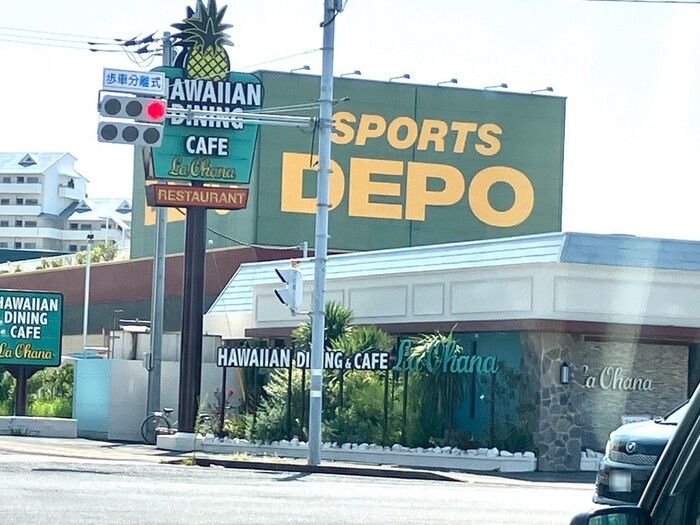 歩車分離式
HAWAIIAN
DINING
CAFE
La Ohana
RESTAURANT
SPORTS
DEPO
HAWAIIAN
DINING
CAFE
La Ohana
HAWAIIAN DINING & CAFE La Ohana
La Ohana